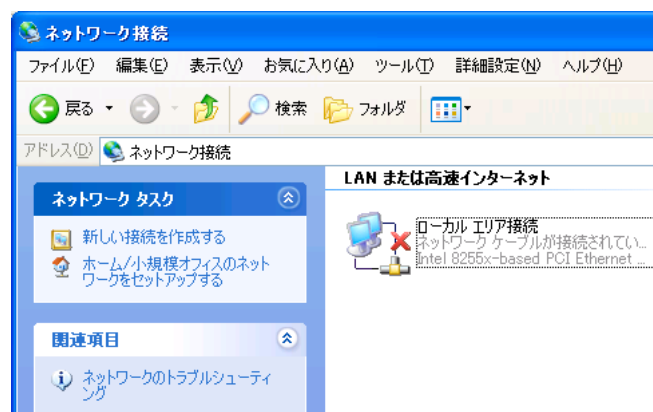 ネットワーク接続
ファイル(F) 編集(E) 表示(V) お気に入り(A) ツール(T) 詳細設定(N) ヘルプ(H)
戻る 検索 フォルダ
アドレス(D) ネットワーク接続
ネットワーク タスク
新しい接続を作成する
ホーム/小規模オフィスのネット
ワークをセットアップする
関連項目
ネットワークのトラブルシューティ
ング
LAN または高速インターネット
ローカル エリア接続
ネットワーク ケーブルが接続されてい...
Intel 8255x-based PCI Ethernet ...